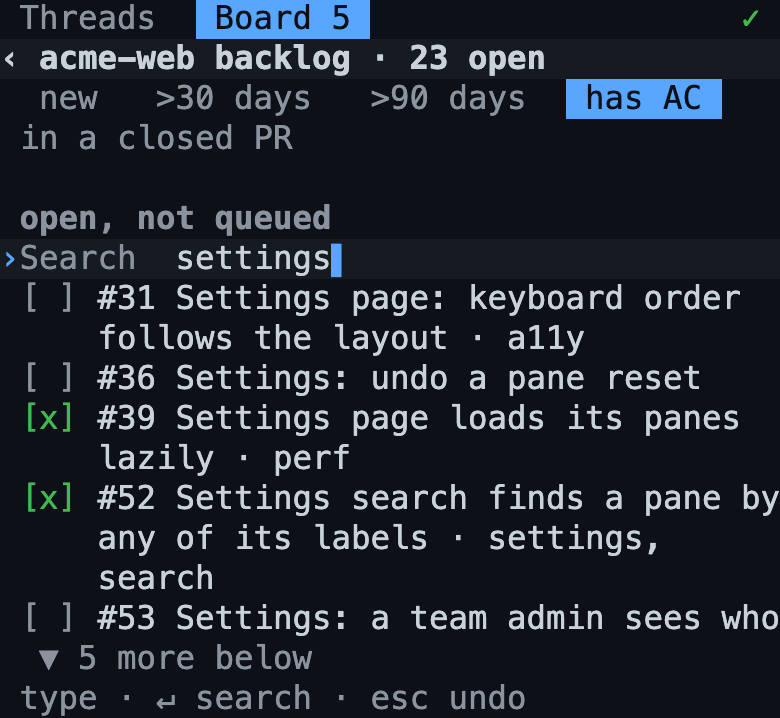 Threads Board 5 ✓
‹ acme-web backlog · 23 open
new >30 days >90 days has AC
in a closed PR
open, not queued
›Search settings
[ ] #31 Settings page: keyboard order
follows the layout · a11y
[ ] #36 Settings: undo a pane reset
[x] #39 Settings page loads its panes
lazily · perf
[x] #52 Settings search finds a pane by
any of its labels · settings,
search
[ ] #53 Settings: a team admin sees who
▼ 5 more below
type · ↵ search · esc undo